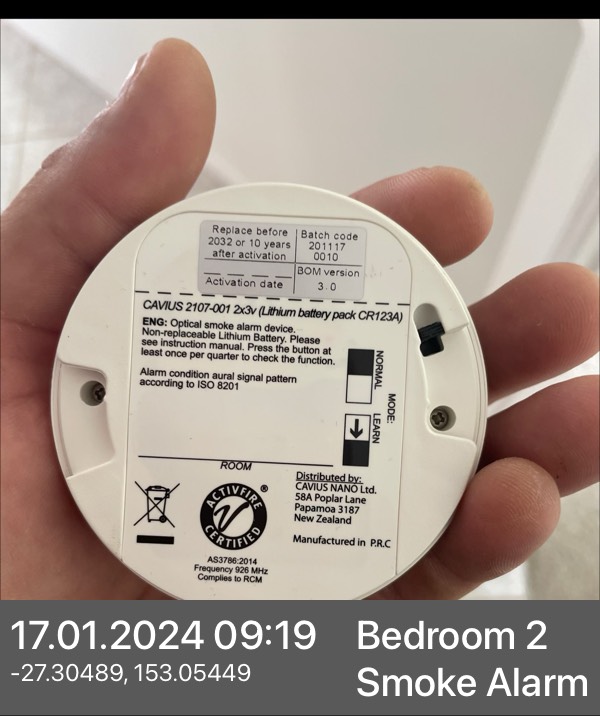 Replace before
2032 or 10 years
after activation
Activation date
Batch code
201117
0010
BOM version
3.0
CAVIUS 2107-001 2x3v (Lithium battery pack CR123A)
ENG: Optical smoke alarm device.
Non-replaceable Lithium Battery. Please
see instruction manual. Press the button at
least once per quarter to check the function.
Alarm condition aural signal pattern
according to ISO 8201
NORMAL
MODE:
LEARN
ROOM
ACTIVFIRE
®
CERTIFIED
AS3786:2014
Frequency 926 MHz
Complies to RCM
Distributed by:
CAVIUS NANO Ltd.
58A Poplar Lane
Papamoa 3187
New Zealand
Manufactured in P.R.C
17.01.2024 09:19
-27.30489, 153.05449
Bedroom 2
Smoke Alarm